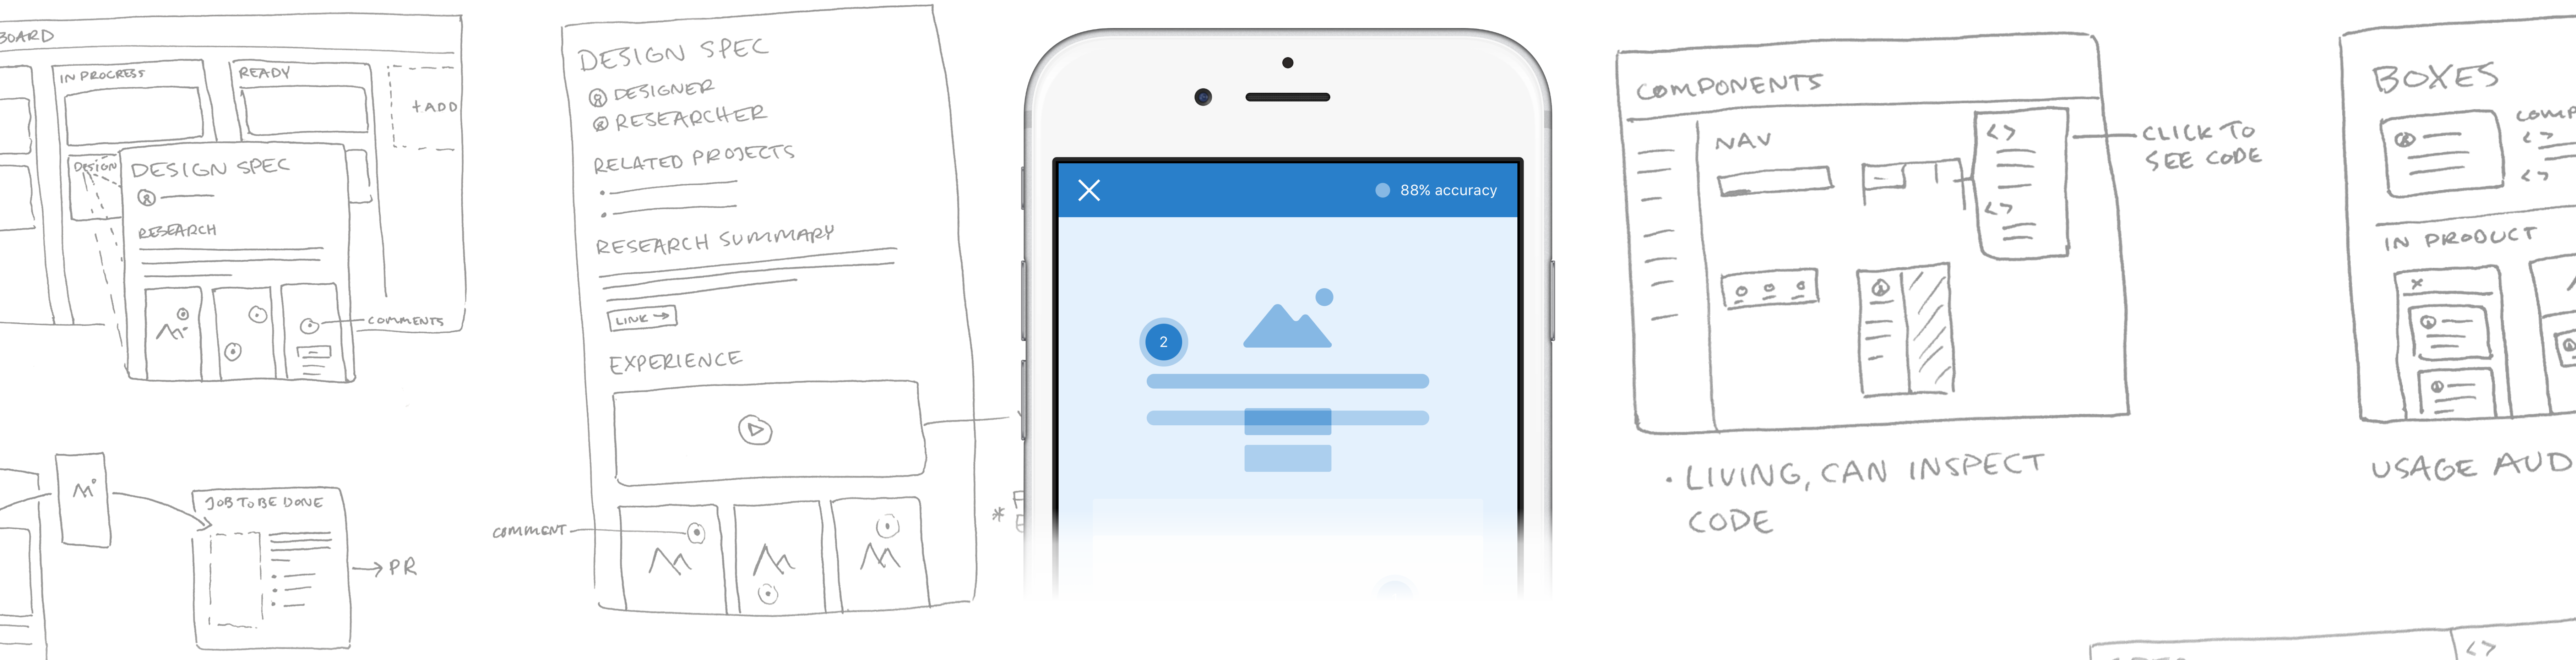 BOARD
IN PROGRESS
READY
+ ADD
DESIGN
DESIGN SPEC
RESEARCH
COMMENTS
JOB TO BE DONE
→ PR
DESIGN SPEC
DESIGNER
RESEARCHER
RELATED PROJECTS
RESEARCH SUMMARY
LINK →
EXPERIENCE
COMMENT
*
88% accuracy
2
COMPONENTS
NAV
< >
< >
CLICK TO
SEE CODE
• LIVING, CAN INSPECT
CODE
BOXES
COMP
< >
< >
IN PRODUCT
USAGE AUD
< >